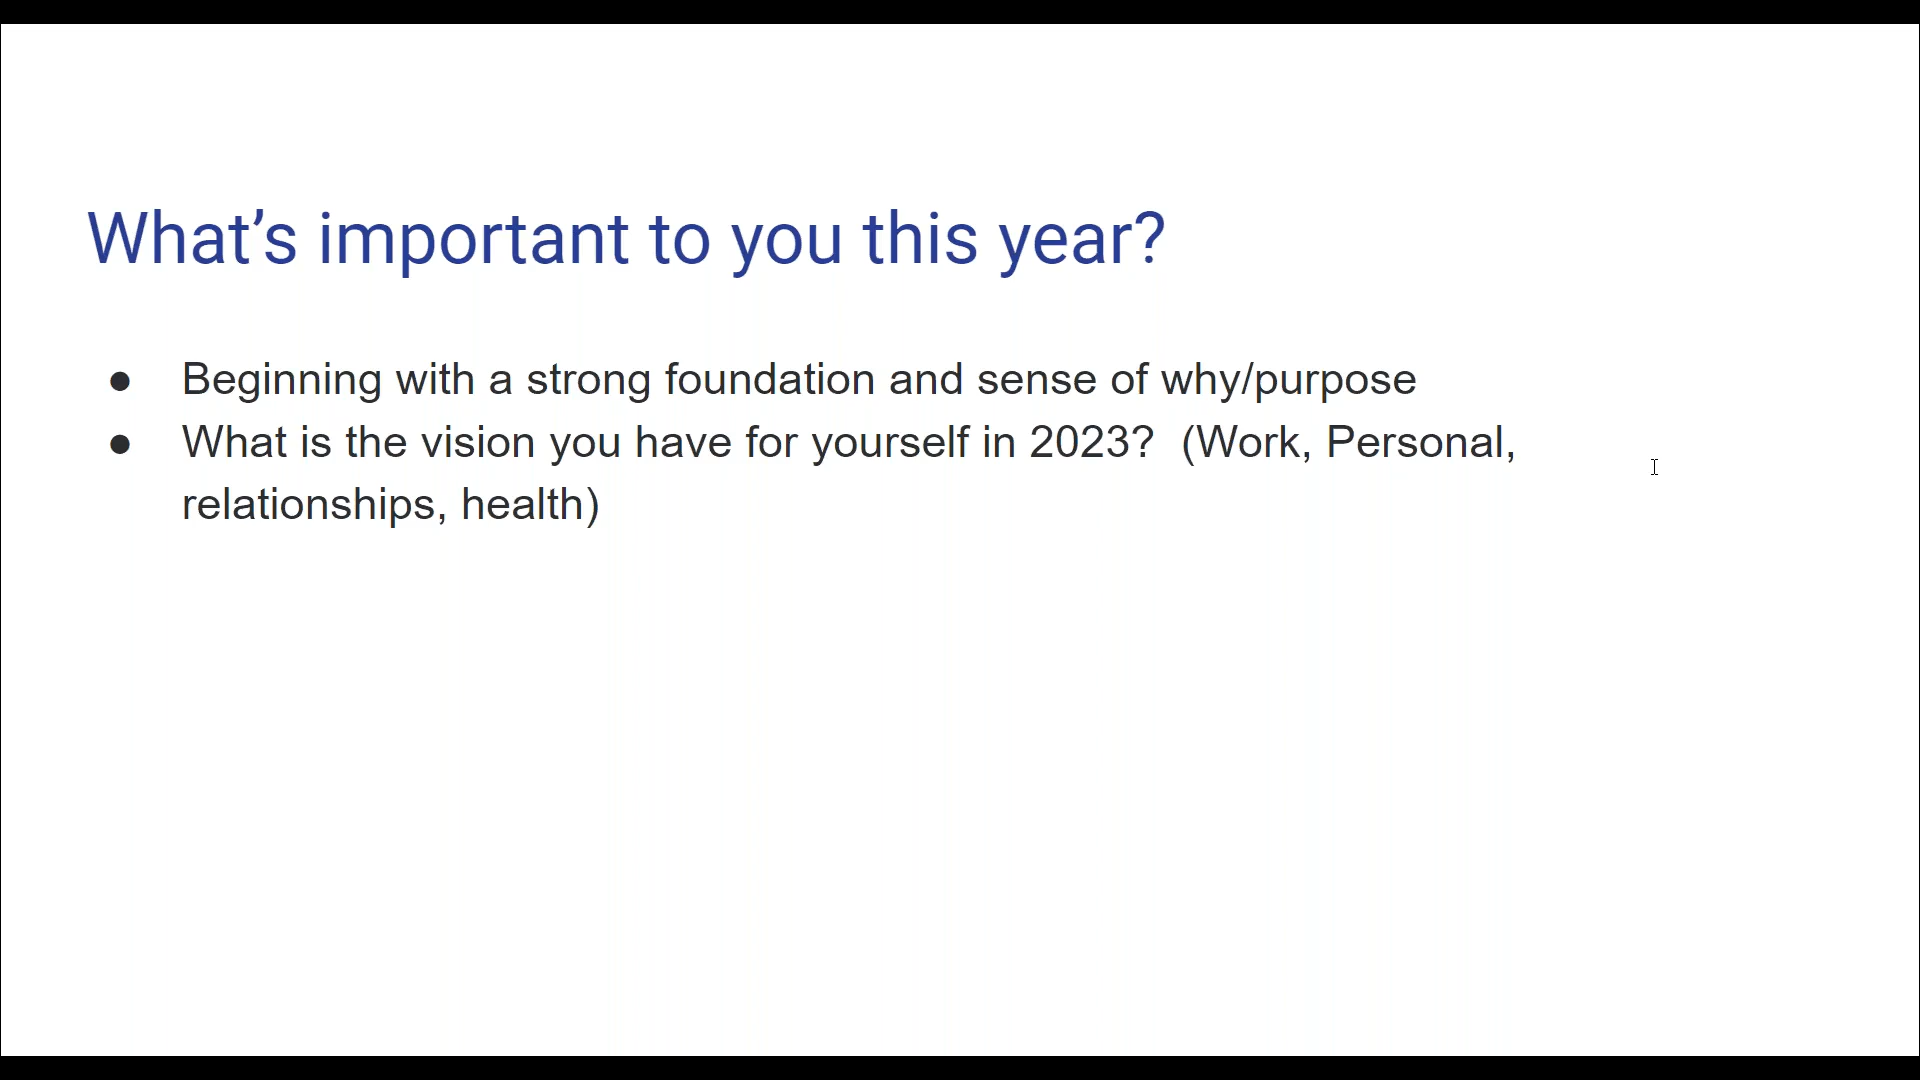 What’s important to you this year?
● Beginning with a strong foundation and sense of why/purpose
● What is the vision you have for yourself in 2023?  (Work, Personal,
relationships, health)